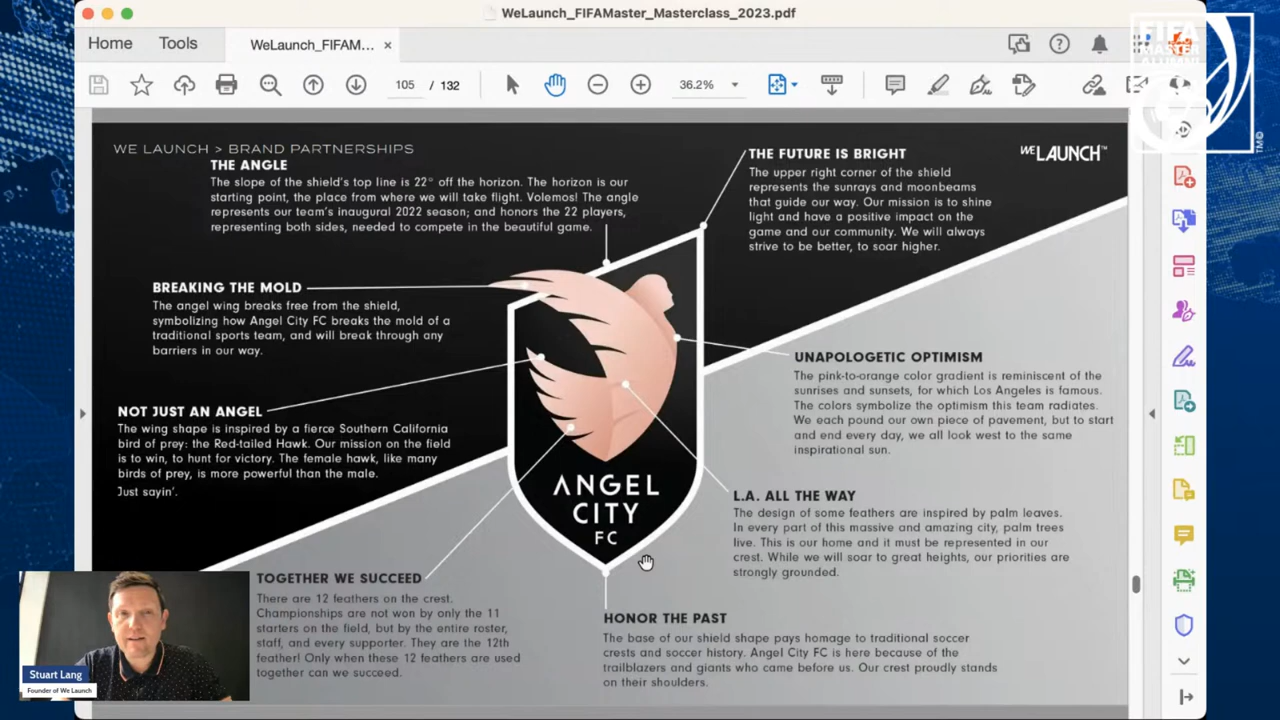 WeLaunch_FIFAMaster_Masterclass_2023.pdf
Home
Tools
WeLaunch_FIFAM...
105 / 132
36.2%
FIFA
MASTER
ALUMNI
TM©
WE LAUNCH > BRAND PARTNERSHIPS
WE LAUNCH™
THE ANGLE
The slope of the shield's top line is 22° off the horizon. The horizon is our
starting point, the place from where we will take flight. Volemos! The angle
represents our team's inaugural 2022 season; and honors the 22 players,
representing both sides, needed to compete in the beautiful game.
THE FUTURE IS BRIGHT
The upper right corner of the shield
represents the sunrays and moonbeams
that guide our way. Our mission is to shine
light and have a positive impact on the
game and our community. We will always
strive to be better, to soar higher.
BREAKING THE MOLD
The angel wing breaks free from the shield,
symbolizing how Angel City FC breaks the mold of a
traditional sports team, and will break through any
barriers in our way.
UNAPOLOGETIC OPTIMISM
The pink-to-orange color gradient is reminiscent of the
sunrises and sunsets, for which Los Angeles is famous.
The colors symbolize the optimism this team radiates.
We each pound our own piece of pavement, but to start
and end every day, we all look west to the same
inspirational sun.
NOT JUST AN ANGEL
The wing shape is inspired by a fierce Southern California
bird of prey: the Red-tailed Hawk. Our mission on the field
is to win, to hunt for victory. The female hawk, like many
birds of prey, is more powerful than the male.
Just sayin'.
ANGEL
CITY
FC
L.A. ALL THE WAY
The design of some feathers are inspired by palm leaves.
In every part of this massive and amazing city, palm trees
live. This is our home and it must be represented in our
crest. While we will soar to great heights, our priorities are
strongly grounded.
TOGETHER WE SUCCEED
There are 12 feathers on the crest.
Championships are not won by only the 11
starters on the field, but by the entire roster,
staff, and every supporter. They are the 12th
feather! Only when these 12 feathers are used
together can we succeed.
HONOR THE PAST
The base of our shield shape pays homage to traditional soccer
crests and soccer history. Angel City FC is here because of the
trailblazers and giants who came before us. Our crest proudly stands
on their shoulders.
Stuart Lang
Founder of We Launch